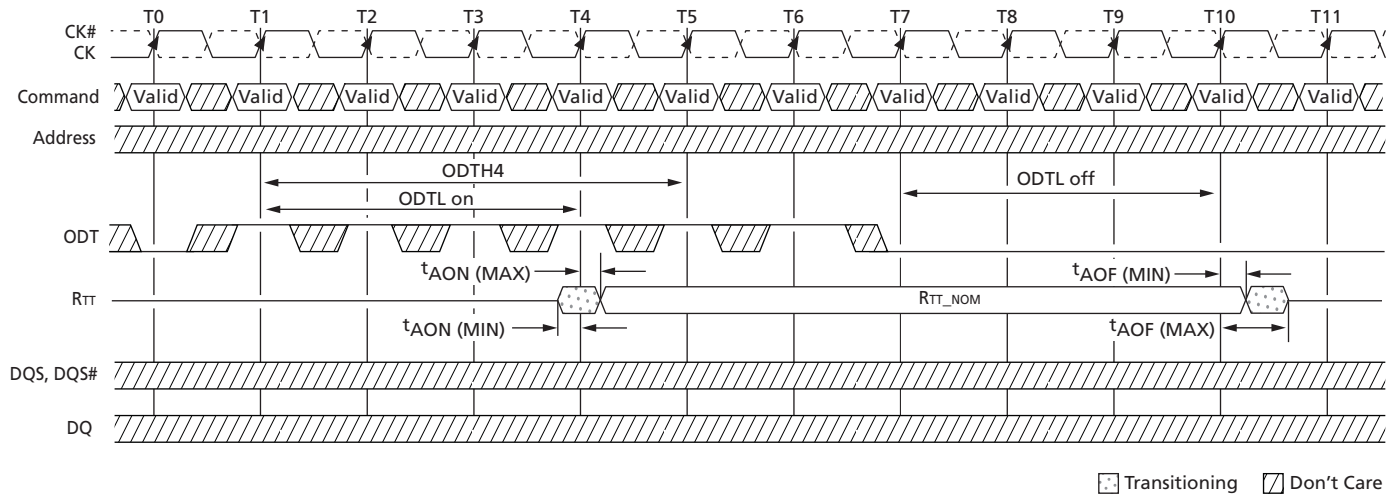 T0 T1 T2 T3 T4 T5 T6 T7 T8 T9 T10 T11
CK#
CK
Command Valid Valid Valid Valid Valid Valid Valid Valid Valid Valid Valid Valid
Address
ODTH4
ODTL off
ODTL on
ODT
tAON (MAX) tAOF (MIN)
RTT RTT_NOM
tAON (MIN) tAOF (MAX)
DQS, DQS#
DQ
Transitioning Don't Care